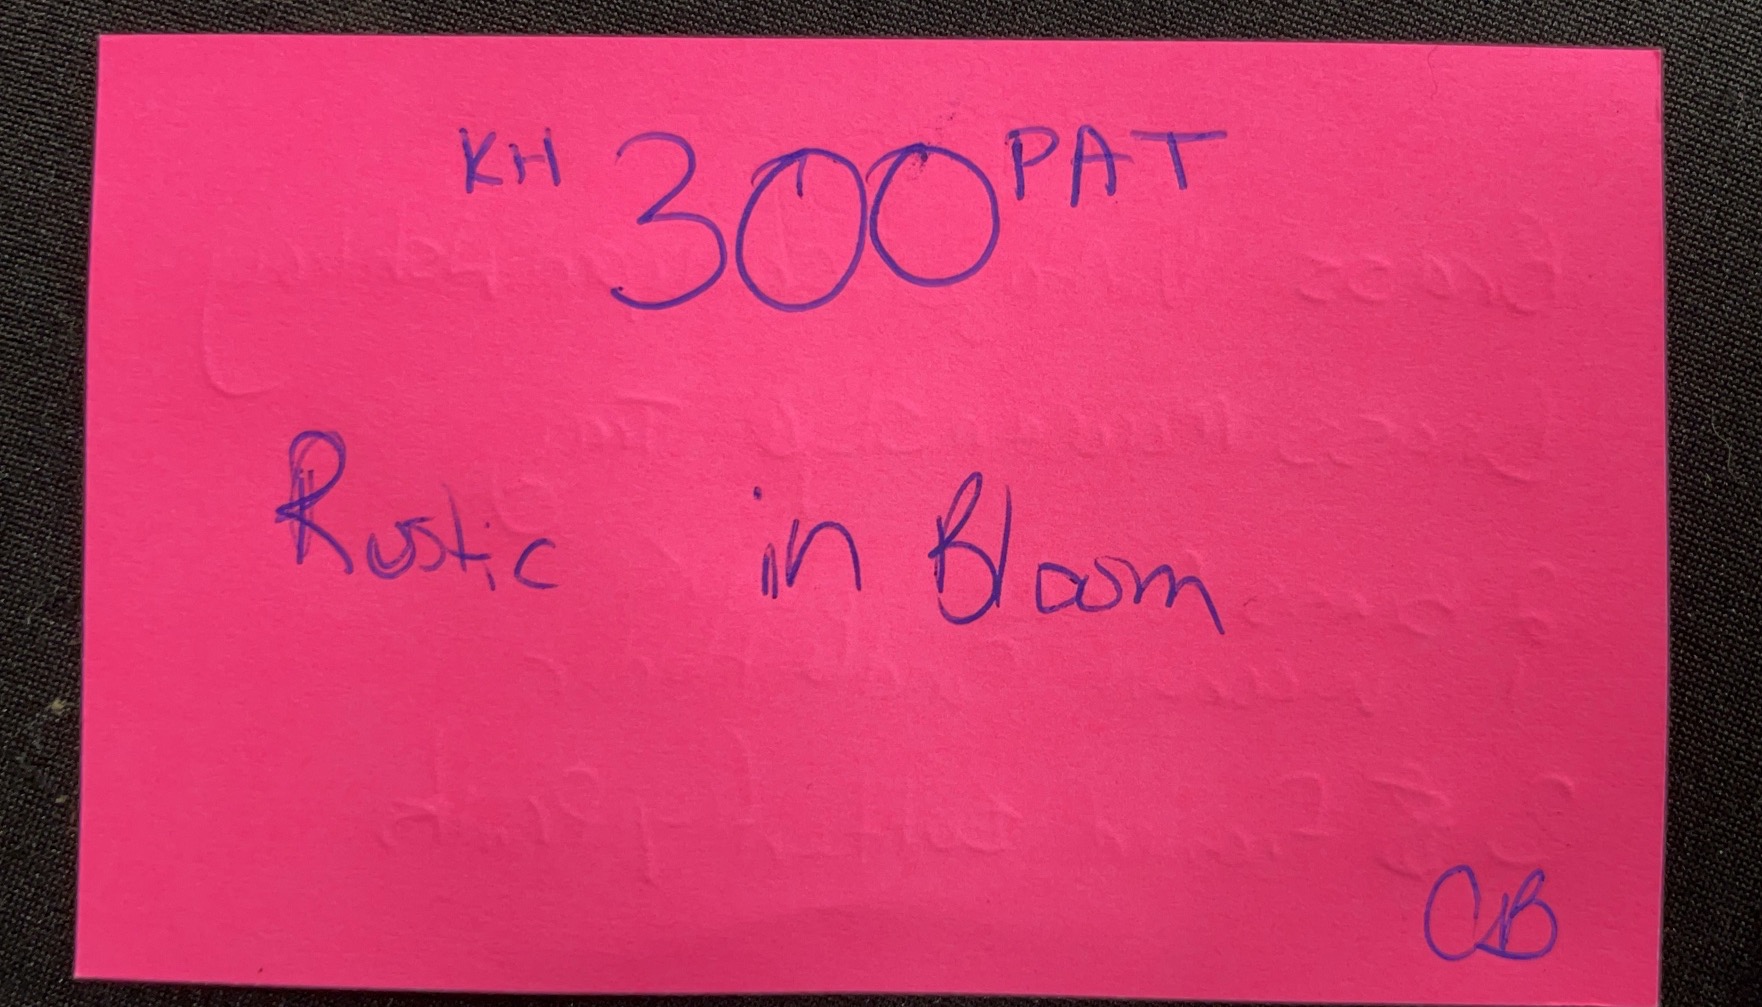 KH 300 PAT
Rustic in Bloom
CB